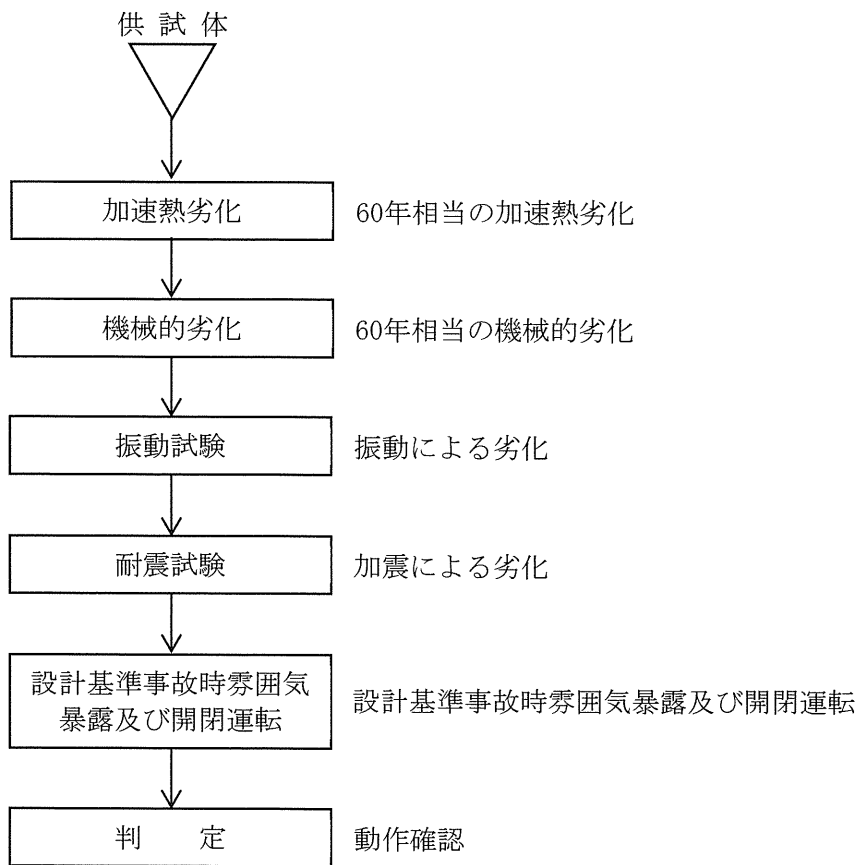 供試体
加速熱劣化
60年相当の加速熱劣化
機械的劣化
60年相当の機械的劣化
振動試験
振動による劣化
耐震試験
加震による劣化
設計基準事故時雰囲気
暴露及び開閉運転
設計基準事故時雰囲気暴露及び開閉運転
判　定
動作確認